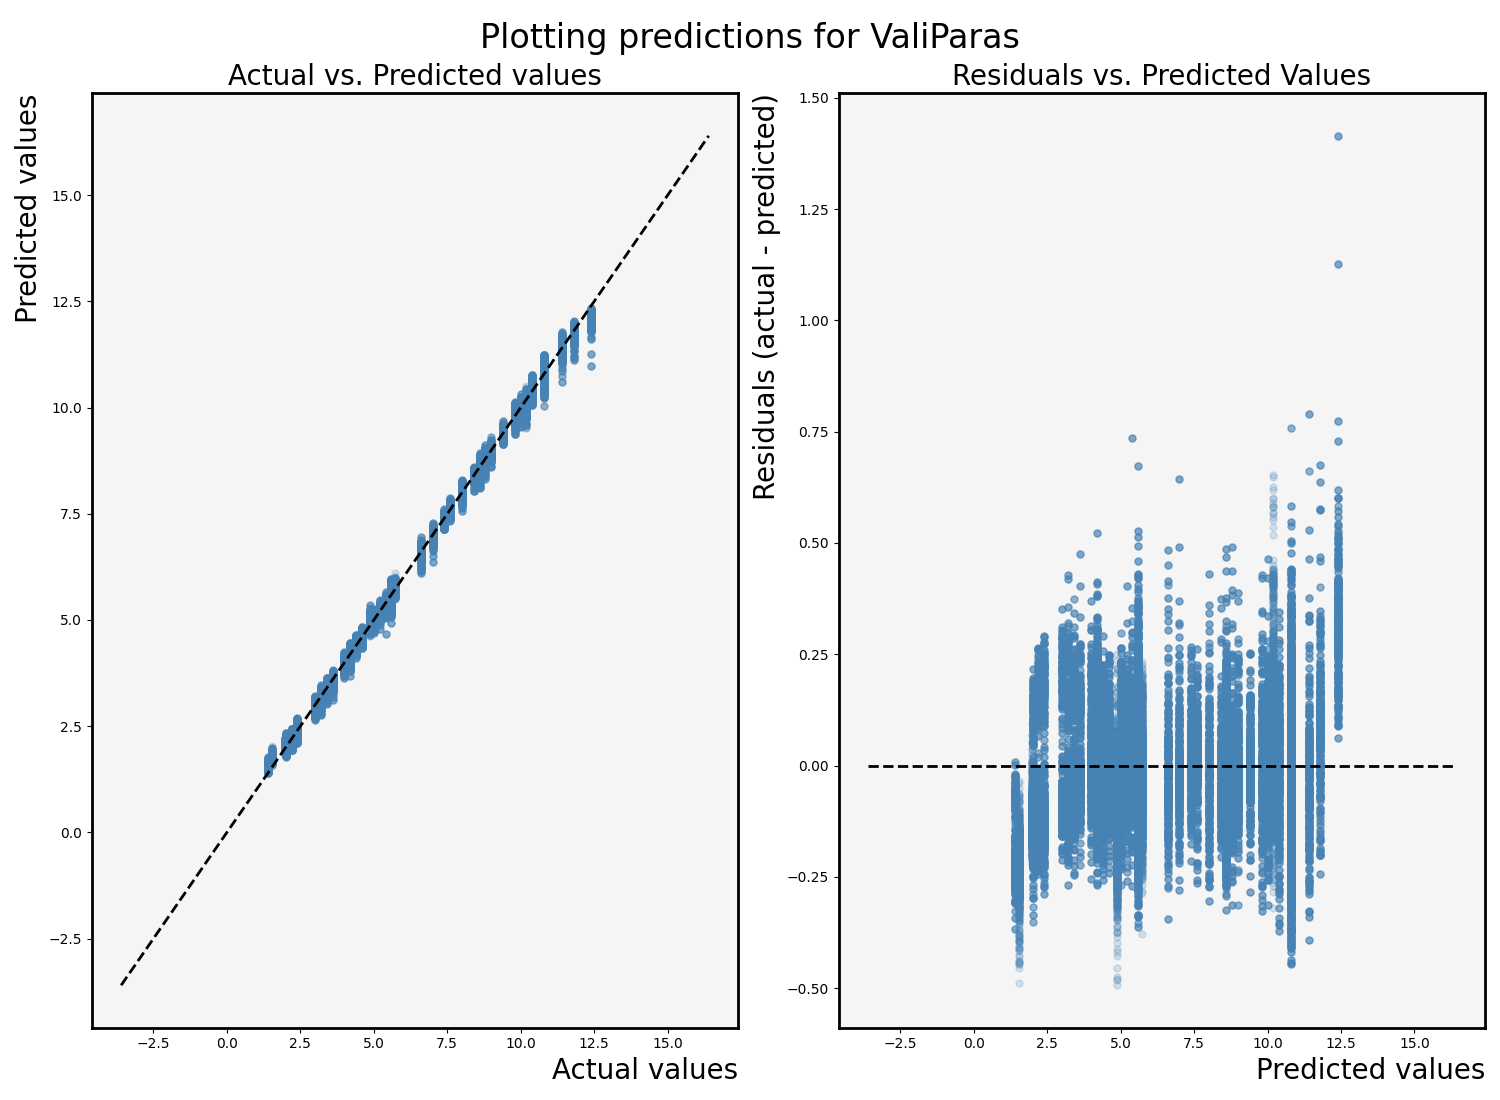 Plotting predictions for ValiParas
Actual vs. Predicted values
Predicted values
15.0
12.5
10.0
7.5
5.0
2.5
0.0
−2.5
−2.5 0.0 2.5 5.0 7.5 10.0 12.5 15.0
Actual values
Residuals vs. Predicted Values
Residuals (actual - predicted)
1.50
1.25
1.00
0.75
0.50
0.25
0.00
−0.25
−0.50
−2.5 0.0 2.5 5.0 7.5 10.0 12.5 15.0
Predicted values